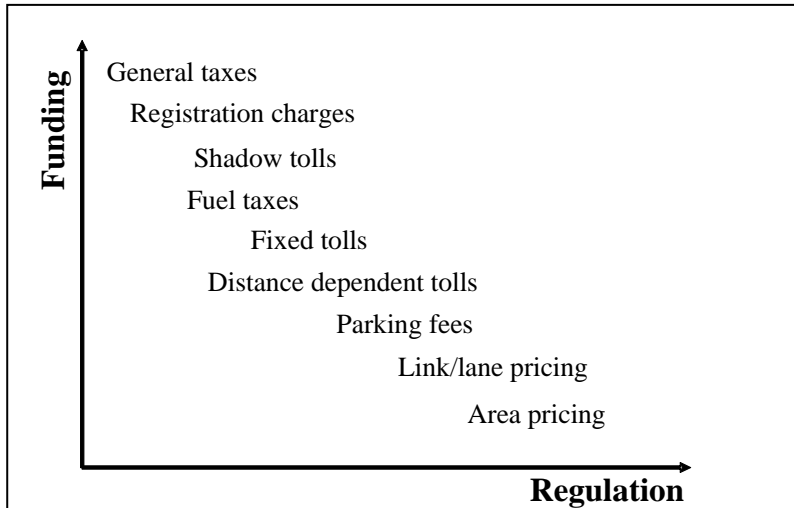 Funding
General taxes
Registration charges
Shadow tolls
Fuel taxes
Fixed tolls
Distance dependent tolls
Parking fees
Link/lane pricing
Area pricing
Regulation